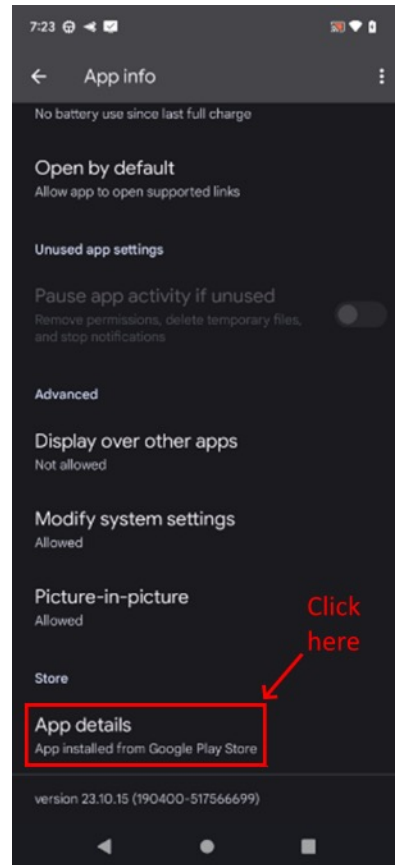 7:23
App info
No battery use since last full charge
Open by default
Allow app to open supported links
Unused app settings
Pause app activity if unused
Remove permissions, delete temporary files,
and stop notifications
Advanced
Display over other apps
Not allowed
Modify system settings
Allowed
Picture-in-picture
Allowed
Click
here
Store
App details
App installed from Google Play Store
version 23.10.15 (190400-517566699)